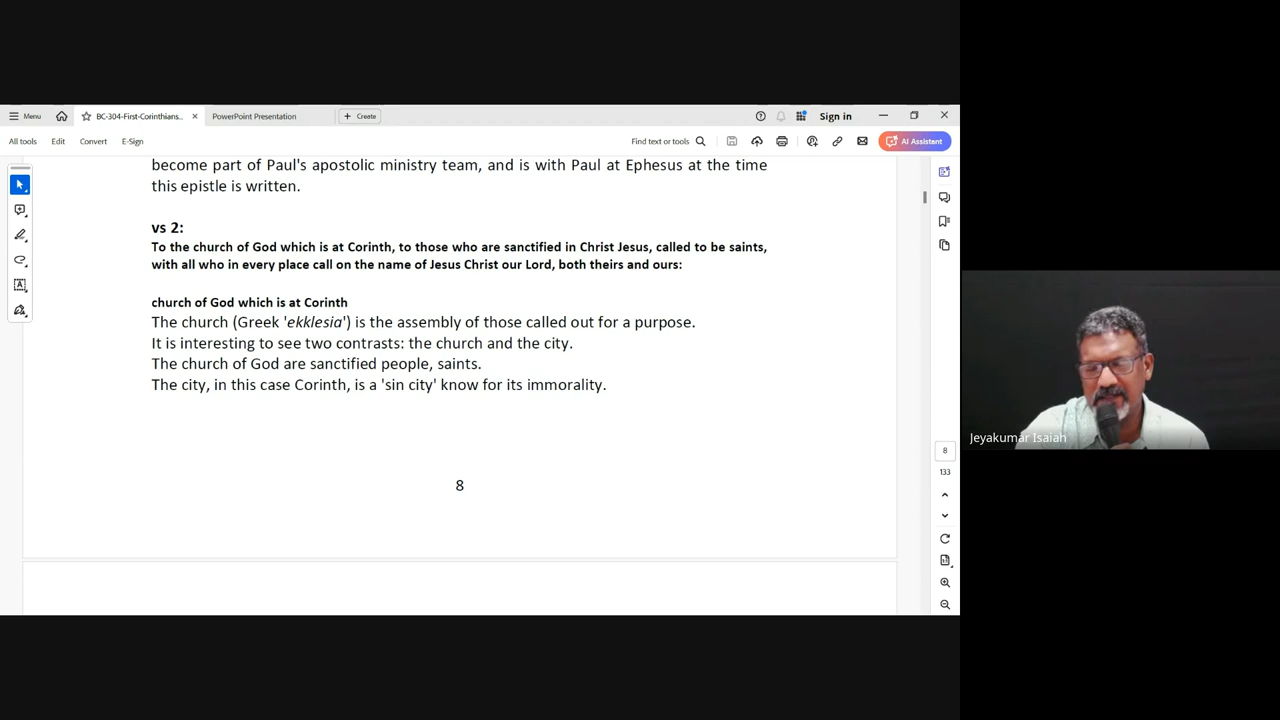 Menu
BC-304-First-Corinthians...
PowerPoint Presentation
Create
Sign in
All tools
Edit
Convert
E-Sign
Find text or tools
AI Assistant
become part of Paul's apostolic ministry team, and is with Paul at Ephesus at the time
this epistle is written.
vs 2:
To the church of God which is at Corinth, to those who are sanctified in Christ Jesus, called to be saints,
with all who in every place call on the name of Jesus Christ our Lord, both theirs and ours:
church of God which is at Corinth
The church (Greek 'ekklesia') is the assembly of those called out for a purpose.
It is interesting to see two contrasts: the church and the city.
The church of God are sanctified people, saints.
The city, in this case Corinth, is a 'sin city' know for its immorality.
8
8
133
Jeyakumar Isaiah